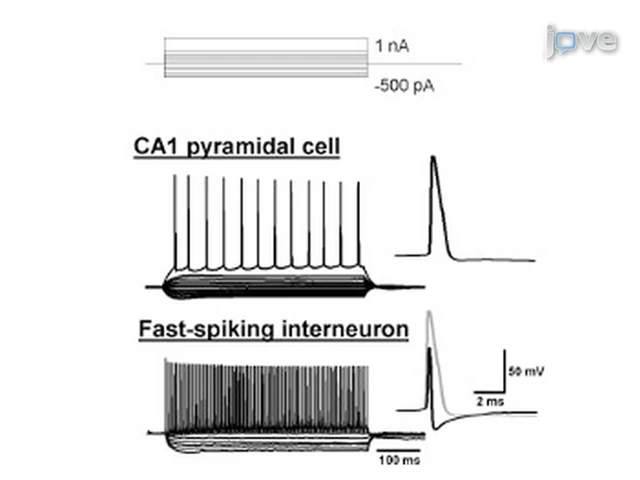 jove
1 nA
-500 pA
CA1 pyramidal cell
Fast-spiking interneuron
50 mV
2 ms
100 ms